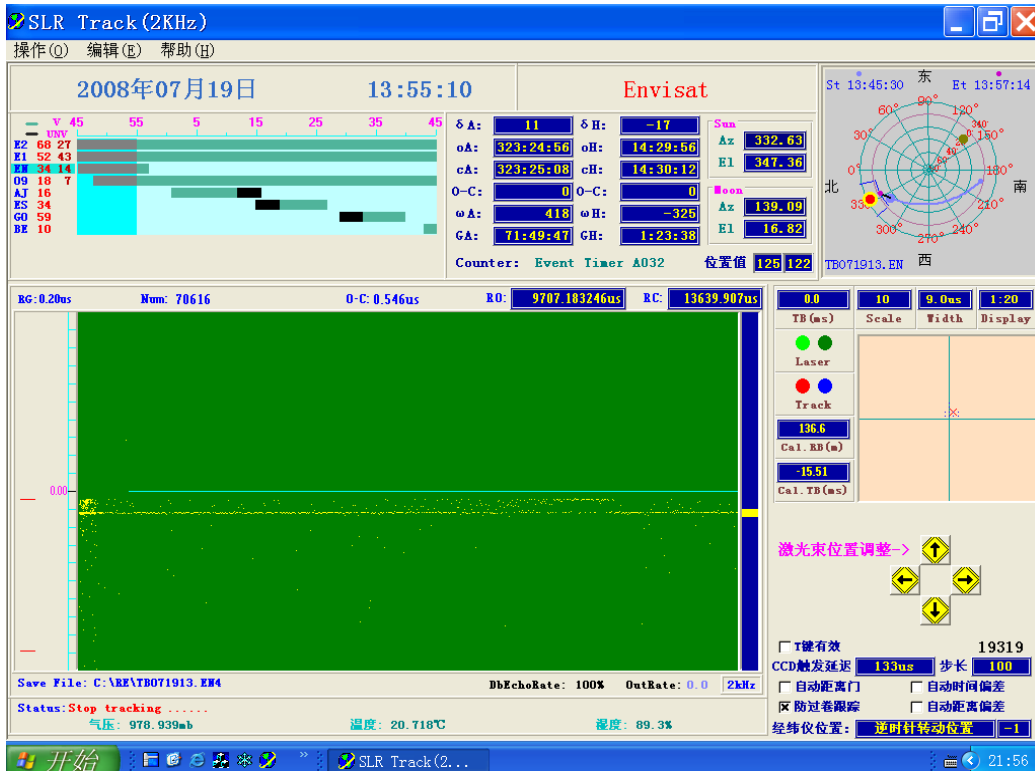 SLR Track(2KHz)
操作(O) 编辑(E) 帮助(H)
2008年07月19日 13:55:10 Envisat
St 13:45:30 东 Et 13:57:14
V 45 55 5 15 25 35 45
UNV
E2 68 27
E1 52 43
EN 34 14
O9 18 7
AJ 16
ES 34
GO 59
BE 10
δA: 11 δH: -17
oA: 323:24:56 oH: 14:29:56
cA: 323:25:08 cH: 14:30:12
O-C: 0 O-C: 0
ωA: 418 ωH: -325
GA: 71:49:47 GH: 1:23:38
Counter: Event Timer A032 位置值 125 122
Sun
Az 332.63
El 347.36
Moon
Az 139.09
El 16.82
60° 90° 120°
30° 150°
北 0° 180° 南
210°
300° 270° 240°
TB071913.EN 西
RG:0.20us Num: 70616 O-C:0.546us RO: 9707.183246us RC: 13639.907us
0.0 10 9.0us 1:20
TB(ms) Scale Width Display
Laser
Track
136.6
Cal.RB(m)
-15.51
Cal.TB(ms)
0.00
激光束位置调整->
T键有效 19319
CCD触发延迟 133us 步长 100
自动距离门 自动时间偏差
防过卷跟踪 自动距离偏差
经纬仪位置: 逆时针转动位置 -1
Save File: C:\RE\TB071913.EN4 DbEchoRate: 100% OutRate: 0.0 2kHz
Status:Stop tracking ......
气压: 978.939mb 温度: 20.718℃ 湿度: 89.3%
开始 SLR Track(2... 21:56